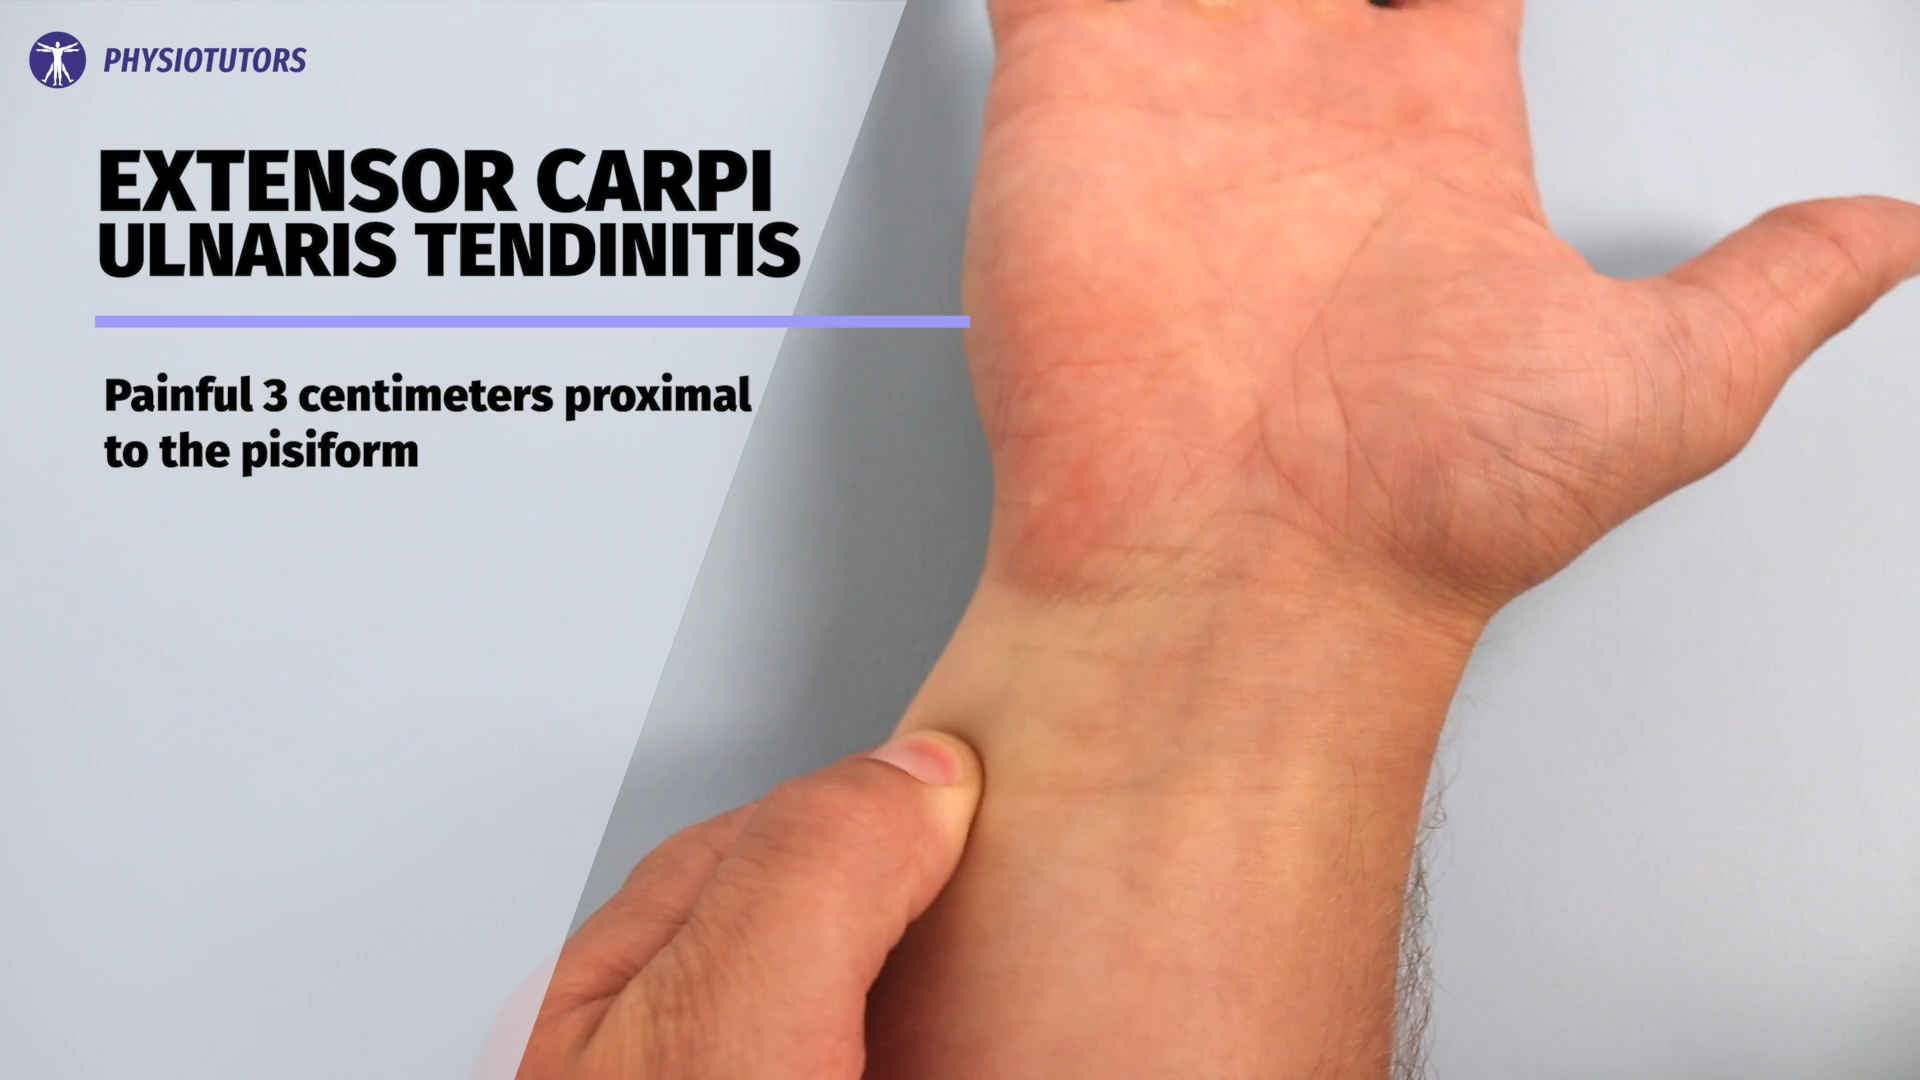 PHYSIOTUTORS
EXTENSOR CARPI
ULNARIS TENDINITIS
Painful 3 centimeters proximal
to the pisiform